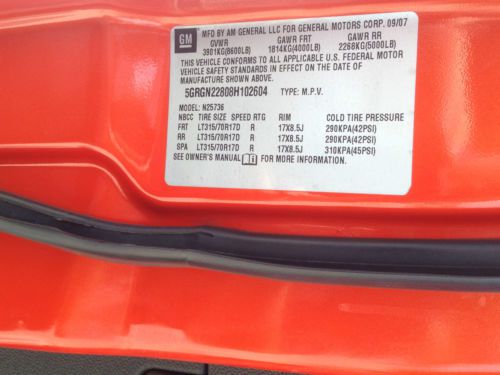 GM
MFD BY AM GENERAL LLC FOR GENERAL MOTORS CORP. 09/07
GVWR GAWR FRT GAWR RR
3901KG(8600LB) 1814KG(4000LB) 2268KG(5000LB)
THIS VEHICLE CONFORMS TO ALL APPLICABLE U.S. FEDERAL MOTOR
VEHICLE SAFETY STANDARDS IN EFFECT ON THE DATE OF
MANUFACTURE SHOWN ABOVE.
5GRGN22808H102604 TYPE: M.P.V.
MODEL: N25736
NBCC TIRE SIZE SPEED RTG RIM COLD TIRE PRESSURE
FRT LT315/70R17D R 17X8.5J 290KPA(42PSI)
RR LT315/70R17D R 17X8.5J 290KPA(42PSI)
SPA LT315/70R17D R 17X8.5J 310KPA(45PSI)
SEE OWNER'S MANUAL FOR MORE INFORMATION.